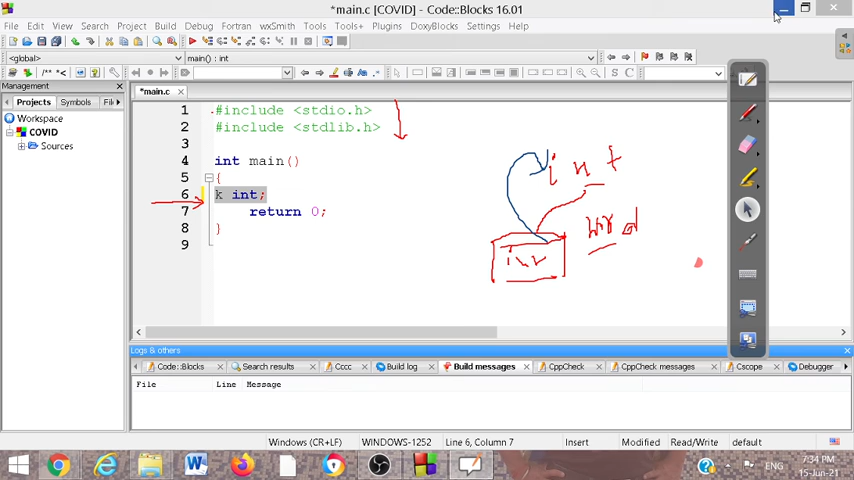 *main.c [COVID] - Code::Blocks 16.01
File Edit View Search Project Build Debug Fortran wxSmith Tools Tools+ Plugins DoxyBlocks Settings Help
<global> main() : int
/** *<
S C
Management *main.c
Projects Symbols Fil
Workspace
COVID
Sources
1 #include <stdio.h>
2 #include <stdlib.h>
3
4 int main()
5 {
6 k int;
7 return 0;
8 }
9
int
Logs & others
Code::Blocks Search results Cccc Build log Build messages CppCheck CppCheck messages Cscope Debugger
File Line Message
Windows (CR+LF) WINDOWS-1252 Line 6, Column 7 Insert Modified Read/Write default
ENG 7:34 PM
15-Jun-21